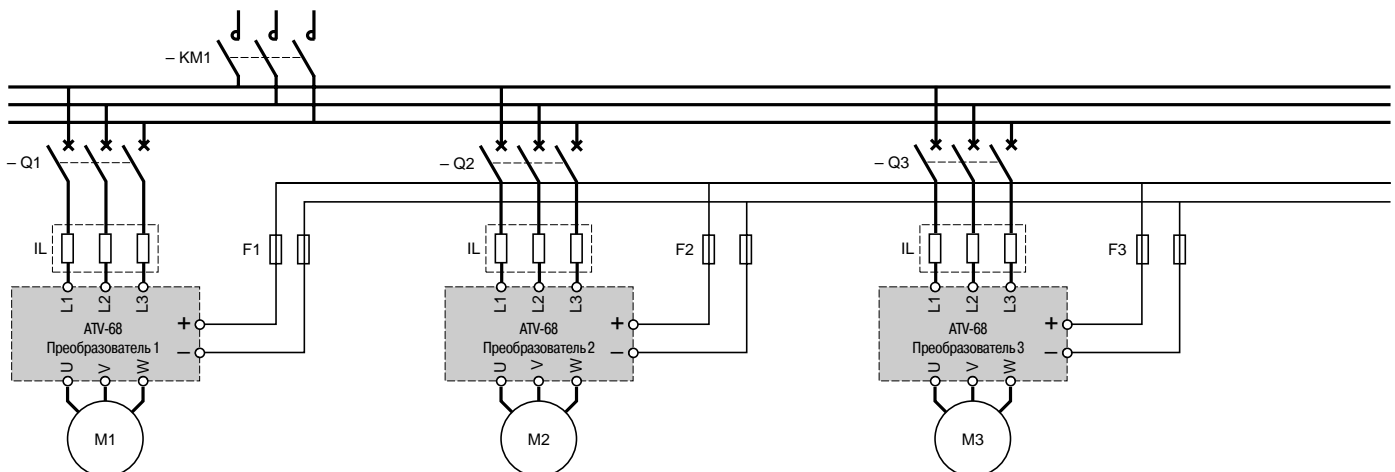 – KM1
– Q1
– Q2
– Q3
IL
F1
IL
F2
IL
F3
L1 L2 L3
L1 L2 L3
L1 L2 L3
ATV-68
Преобразователь 1
+
–
ATV-68
Преобразователь 2
+
–
ATV-68
Преобразователь 3
+
–
U V W
U V W
U V W
M1
M2
M3